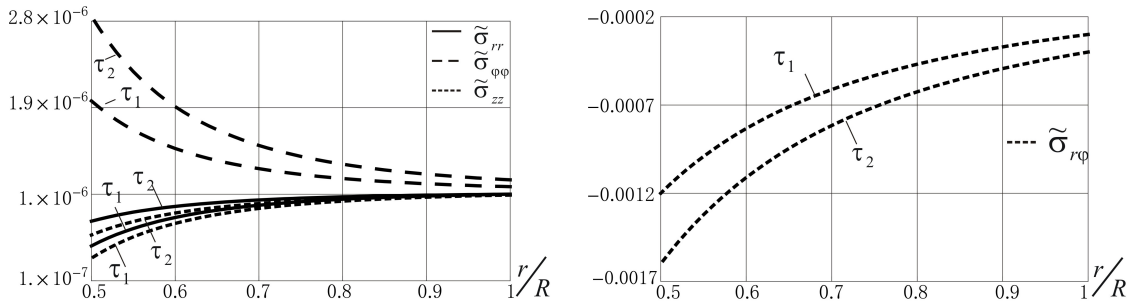 2.8×10⁻⁶
1.9×10⁻⁶
1.×10⁻⁶
1.×10⁻⁷
0.5 0.6 0.7 0.8 0.9 1 r/R
τ₂
τ₁
τ₁ τ₂
τ₁ τ₂
σ̃rr
σ̃φφ
σ̃zz
−0.0002
−0.0007
−0.0012
−0.0017
0.5 0.6 0.7 0.8 0.9 1 r/R
τ₁
τ₂
σ̃rφ